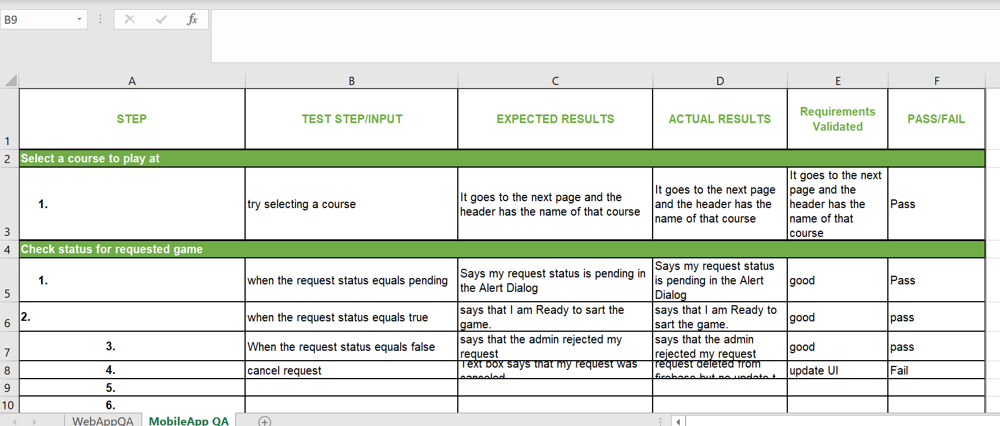 B9
fx
A B C D E F
1 STEP TEST STEP/INPUT EXPECTED RESULTS ACTUAL RESULTS Requirements Validated PASS/FAIL
2 Select a course to play at
3 1. try selecting a course It goes to the next page and the header has the name of that course It goes to the next page and the header has the name of that course It goes to the next page and the header has the name of that course Pass
4 Check status for requested game
5 1. when the request status equals pending Says my request status is pending in the Alert Dialog Says my request status is pending in the Alert Dialog good Pass
6 2. when the request status equals true says that I am Ready to sart the game. says that I am Ready to sart the game. good pass
7 3. When the request status equals false says that the admin rejected my request says that the admin rejected my request good pass
8 4. cancel request Text box says that my request was canceled request deleted from firebase but no update t update UI Fail
9 5.
10 6.
WebAppQA MobileApp QA